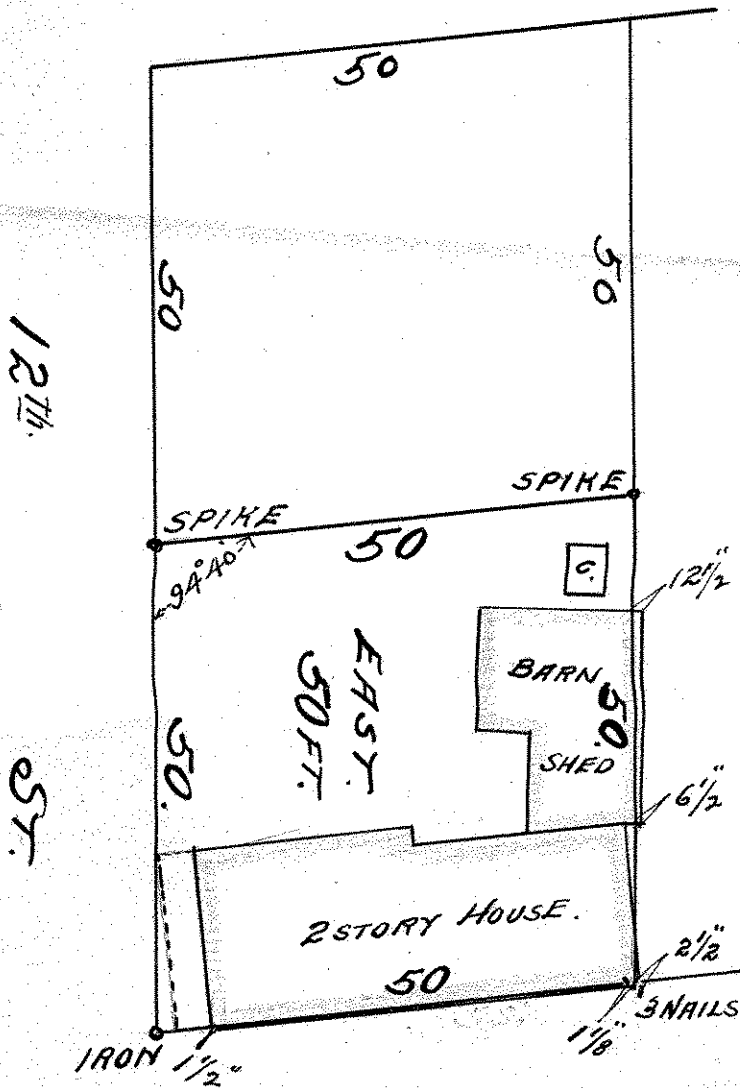 50
50
50
12Th.
SPIKE
SPIKE
50
94°40'
C.
12½"
EAST.
50 FT.
BARN
50.
SHED
50.
6½"
ST.
2 STORY HOUSE.
50
2½"
3 NAILS
1⅛"
IRON
1½"